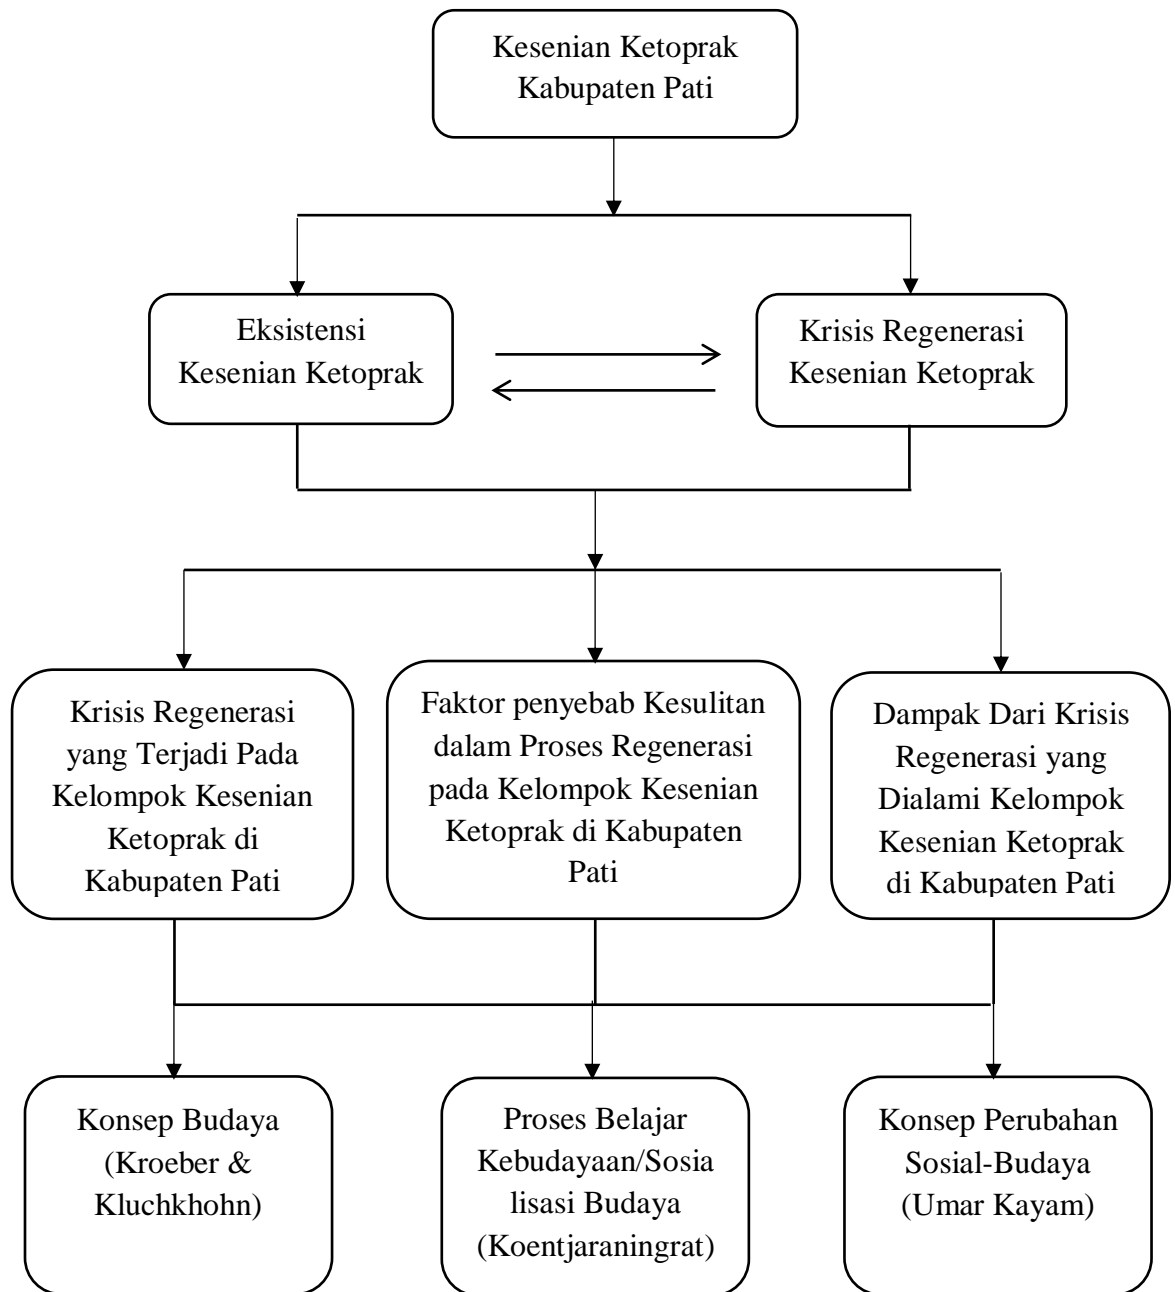 Kesenian Ketoprak
Kabupaten Pati
Eksistensi
Kesenian Ketoprak
Krisis Regenerasi
Kesenian Ketoprak
Krisis Regenerasi
yang Terjadi Pada
Kelompok Kesenian
Ketoprak di
Kabupaten Pati
Faktor penyebab Kesulitan
dalam Proses Regenerasi
pada Kelompok Kesenian
Ketoprak di Kabupaten
Pati
Dampak Dari Krisis
Regenerasi yang
Dialami Kelompok
Kesenian Ketoprak
di Kabupaten Pati
Konsep Budaya
(Kroeber &
Kluchkhohn)
Proses Belajar
Kebudayaan/Sosia
lisasi Budaya
(Koentjaraningrat)
Konsep Perubahan
Sosial-Budaya
(Umar Kayam)